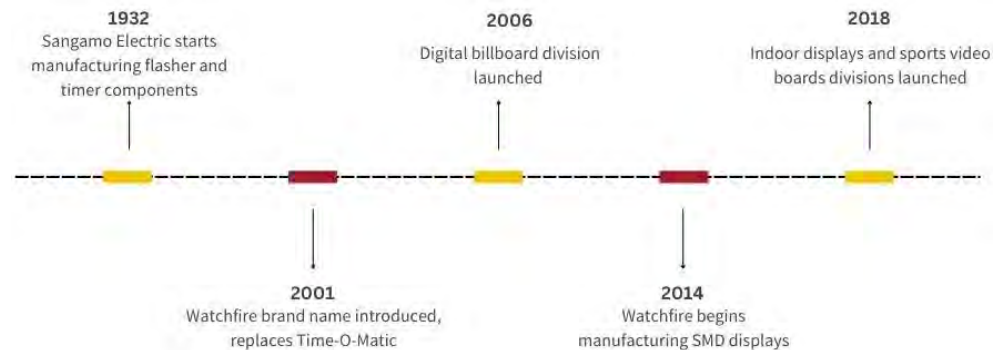 1932
Sangamo Electric starts
manufacturing flasher and
timer components
2001
Watchfire brand name introduced,
replaces Time-O-Matic
2006
Digital billboard division
launched
2014
Watchfire begins
manufacturing SMD displays
2018
Indoor displays and sports video
boards divisions launched